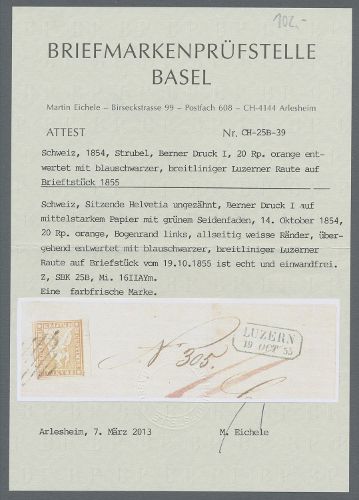 102,-
BRIEFMARKENPRÜFSTELLE
BASEL
Martin Eichele – Birseckstrasse 99 – Postfach 608 – CH-4144 Arlesheim
ATTEST Nr. CH-25B-39
Schweiz, 1854, Strubel, Berner Druck I, 20 Rp. orange ent-
wertet mit blauschwarzer, breitliniger Luzerner Raute auf
Brieftstück 1855
Schweiz, Sitzende Helvetia ungezähnt, Berner Druck I auf
mittelstarkem Papier mit grünem Seidenfaden, 14. Oktober 1854,
20 Rp. orange, Bogenrand links, allseitig weisse Ränder, über-
gehend entwertet mit blauschwarzer, breitliniger Luzerner
Raute auf Briefstück vom 19.10.1855 ist echt und einwandfrei.
Z, SBK 25B, Mi. 16IIAYm.
Eine farbfrische Marke.
No 305.
LUZERN
19 OCT 55
Arlesheim, 7. März 2013 M. Eichele